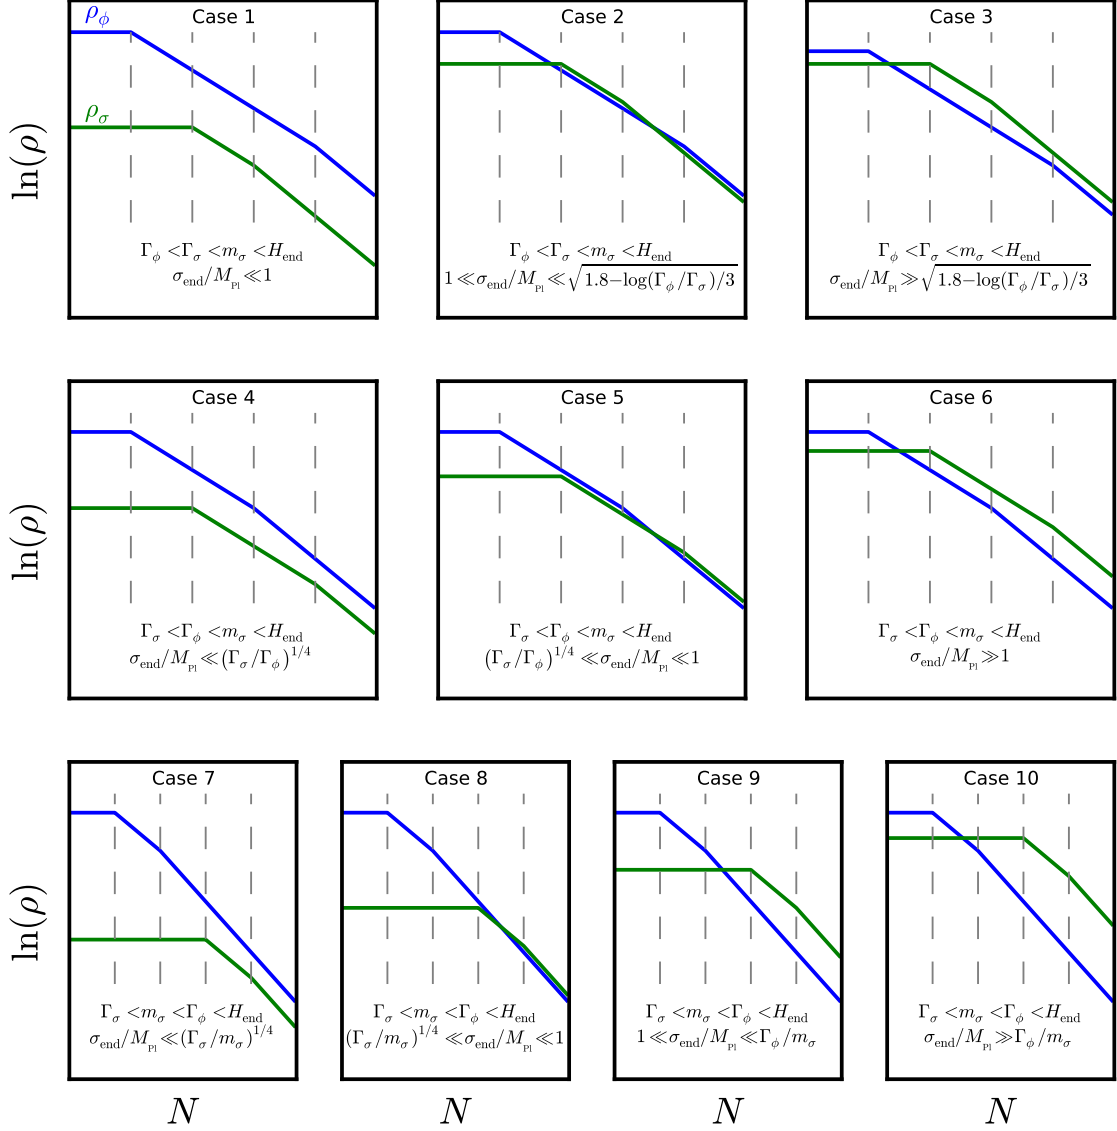 Case 1
Case 2
Case 3
ρ_ϕ
ρ_σ
ln(ρ)
Γ_ϕ <Γ_σ <m_σ <H_end
σ_end/M_Pl ≪1
Γ_ϕ <Γ_σ <m_σ <H_end
1≪σ_end/M_Pl ≪√(1.8−log(Γ_ϕ/Γ_σ)/3)
Γ_ϕ <Γ_σ <m_σ <H_end
σ_end/M_Pl ≫√(1.8−log(Γ_ϕ/Γ_σ)/3)
Case 4
Case 5
Case 6
ln(ρ)
Γ_σ <Γ_ϕ <m_σ <H_end
σ_end/M_Pl ≪(Γ_σ/Γ_ϕ)^1/4
Γ_σ <Γ_ϕ <m_σ <H_end
(Γ_σ/Γ_ϕ)^1/4 ≪σ_end/M_Pl ≪1
Γ_σ <Γ_ϕ <m_σ <H_end
σ_end/M_Pl ≫1
Case 7
Case 8
Case 9
Case 10
ln(ρ)
Γ_σ <m_σ <Γ_ϕ <H_end
σ_end/M_Pl ≪(Γ_σ/m_σ)^1/4
Γ_σ <m_σ <Γ_ϕ <H_end
(Γ_σ/m_σ)^1/4 ≪σ_end/M_Pl ≪1
Γ_σ <m_σ <Γ_ϕ <H_end
1≪σ_end/M_Pl ≪Γ_ϕ/m_σ
Γ_σ <m_σ <Γ_ϕ <H_end
σ_end/M_Pl ≫Γ_ϕ/m_σ
N
N
N
N